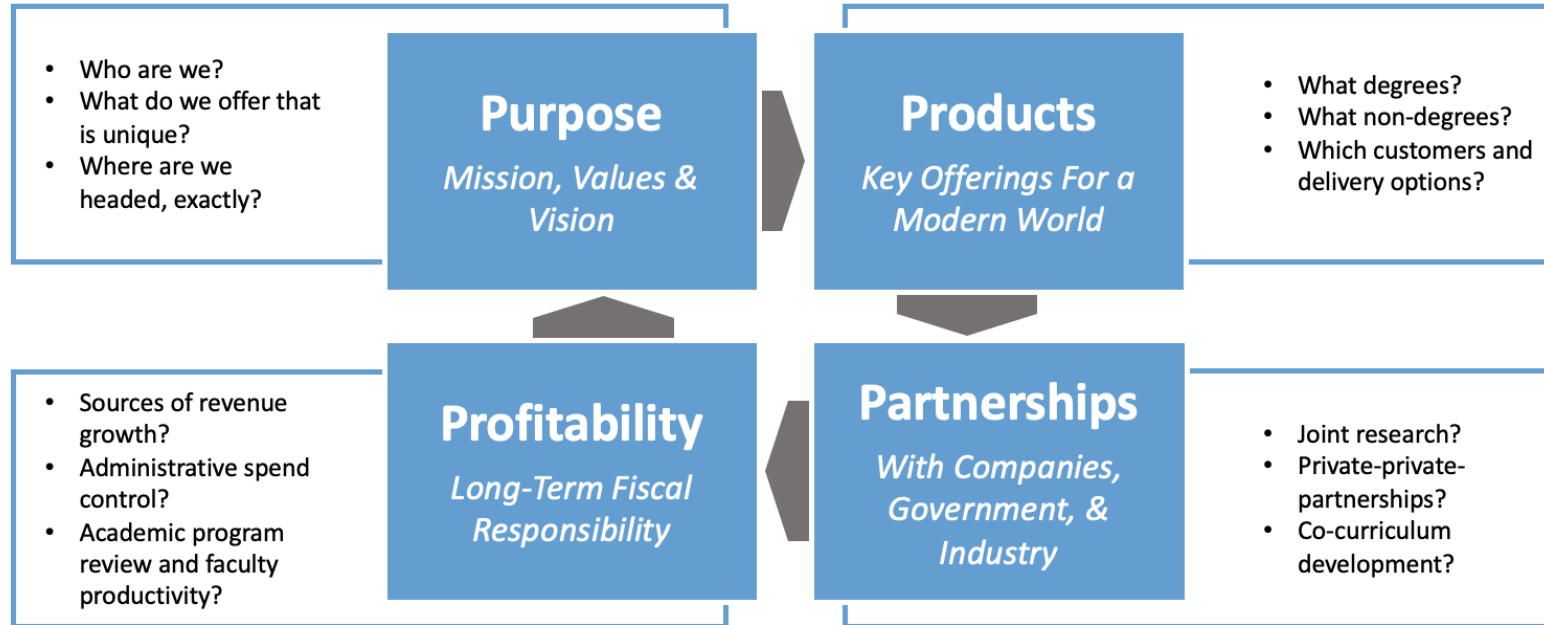 • Who are we?
• What do we offer that
is unique?
• Where are we
headed, exactly?
Purpose
Mission, Values &
Vision
Products
Key Offerings For a
Modern World
• What degrees?
• What non-degrees?
• Which customers and
delivery options?
• Sources of revenue
growth?
• Administrative spend
control?
• Academic program
review and faculty
productivity?
Profitability
Long-Term Fiscal
Responsibility
Partnerships
With Companies,
Government, &
Industry
• Joint research?
• Private-private-
partnerships?
• Co-curriculum
development?